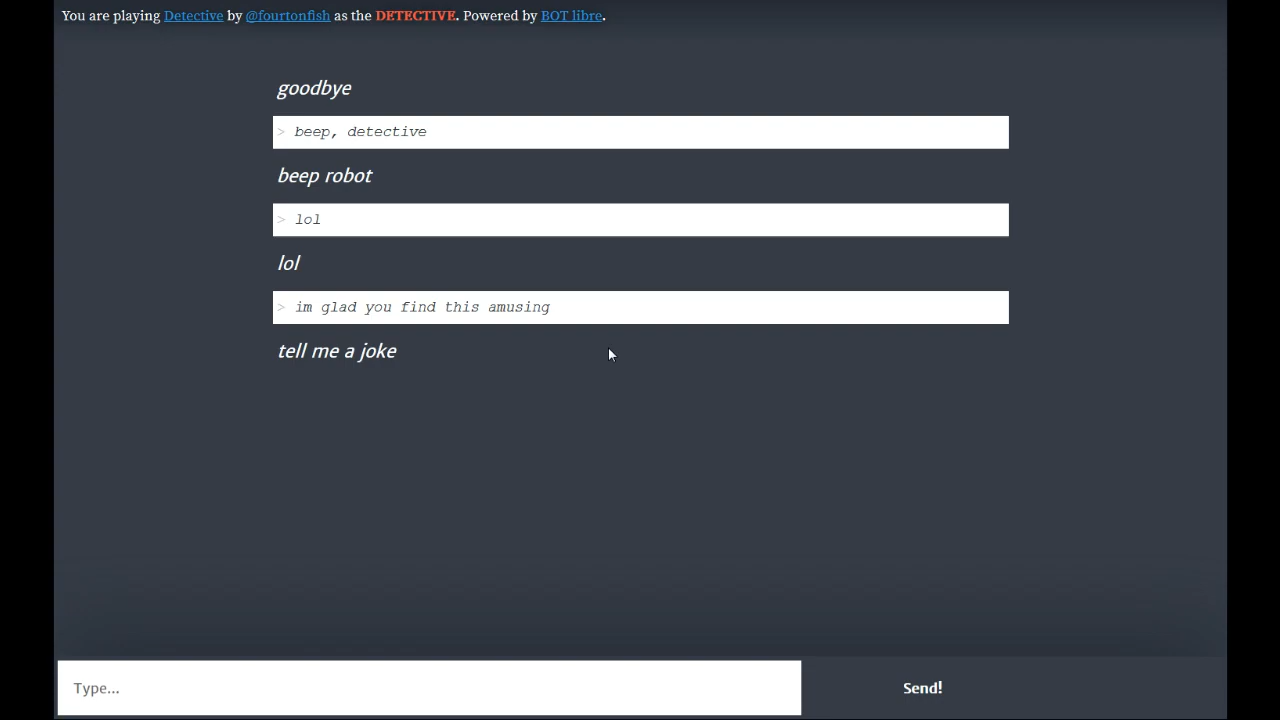 You are playing Detective by @fourtonfish as the DETECTIVE. Powered by BOT libre.
goodbye
> beep, detective
beep robot
> lol
lol
> im glad you find this amusing
tell me a joke
Type...
Send!